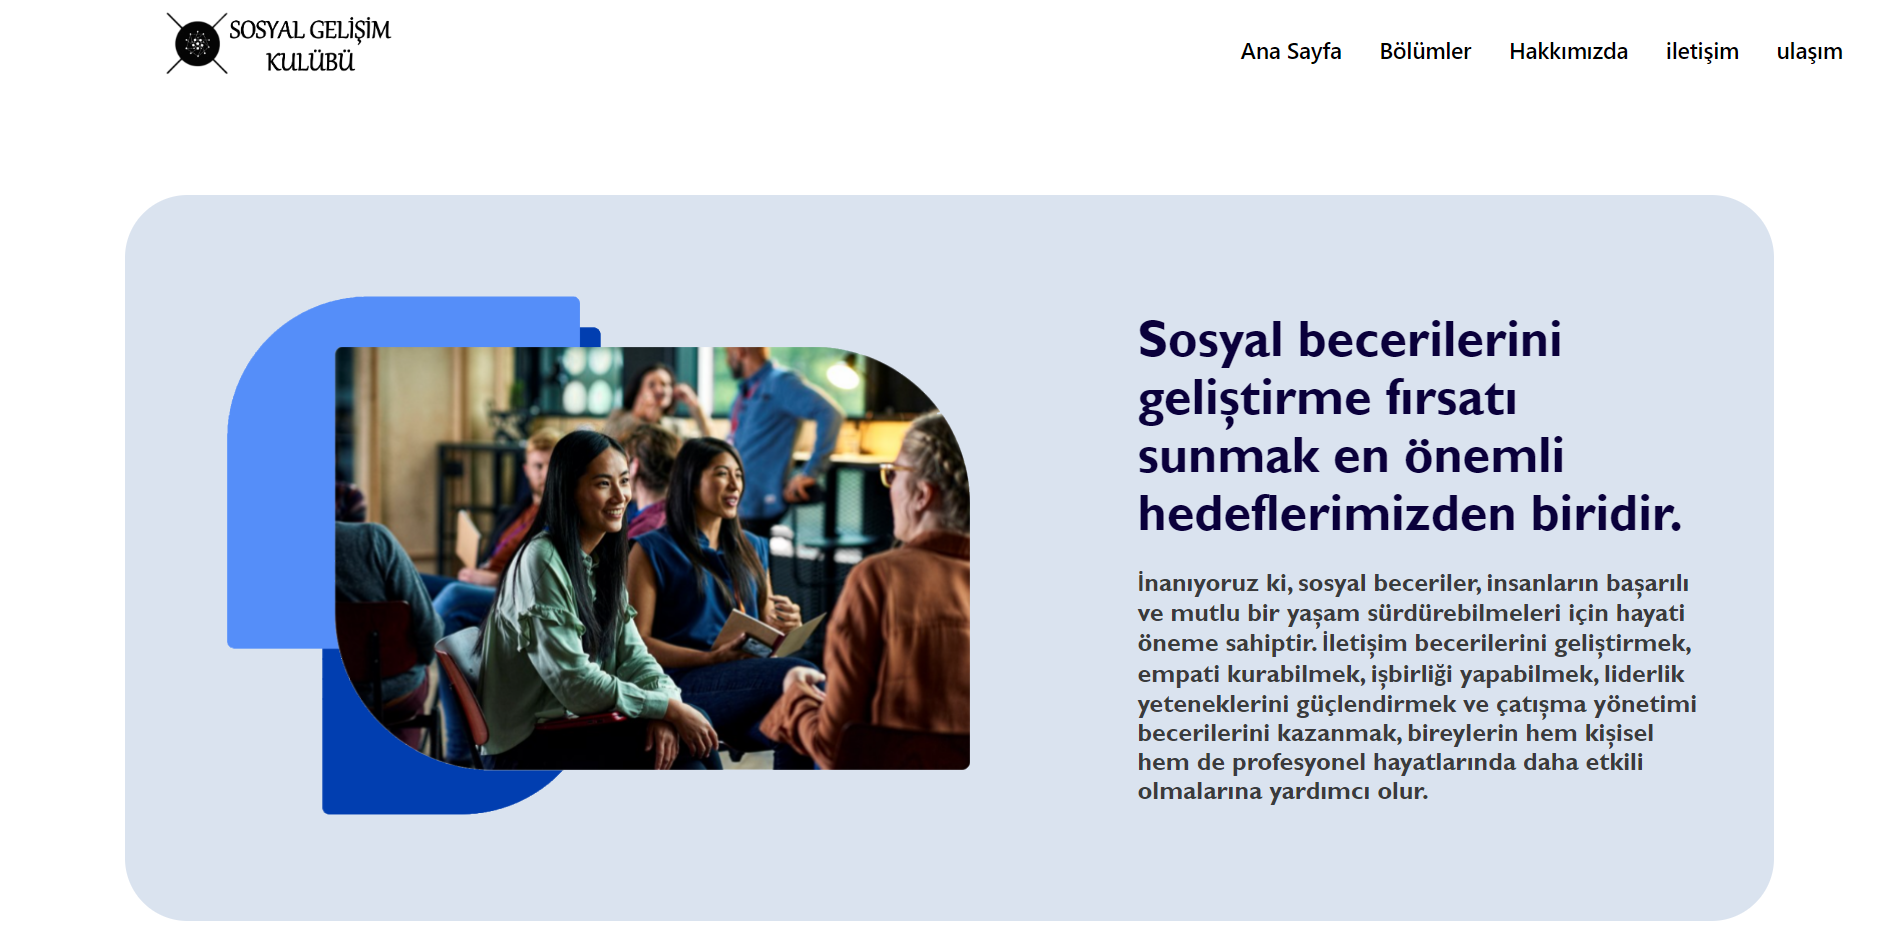 SOSYAL GELİŞİM
KULÜBÜ
Ana Sayfa Bölümler Hakkımızda iletişim ulaşım
Sosyal becerilerini
geliştirme fırsatı
sunmak en önemli
hedeflerimizden biridir.
İnanıyoruz ki, sosyal beceriler, insanların başarılı
ve mutlu bir yaşam sürdürebilmeleri için hayati
öneme sahiptir. İletişim becerilerini geliştirmek,
empati kurabilmek, işbirliği yapabilmek, liderlik
yeteneklerini güçlendirmek ve çatışma yönetimi
becerilerini kazanmak, bireylerin hem kişisel
hem de profesyonel hayatlarında daha etkili
olmalarına yardımcı olur.